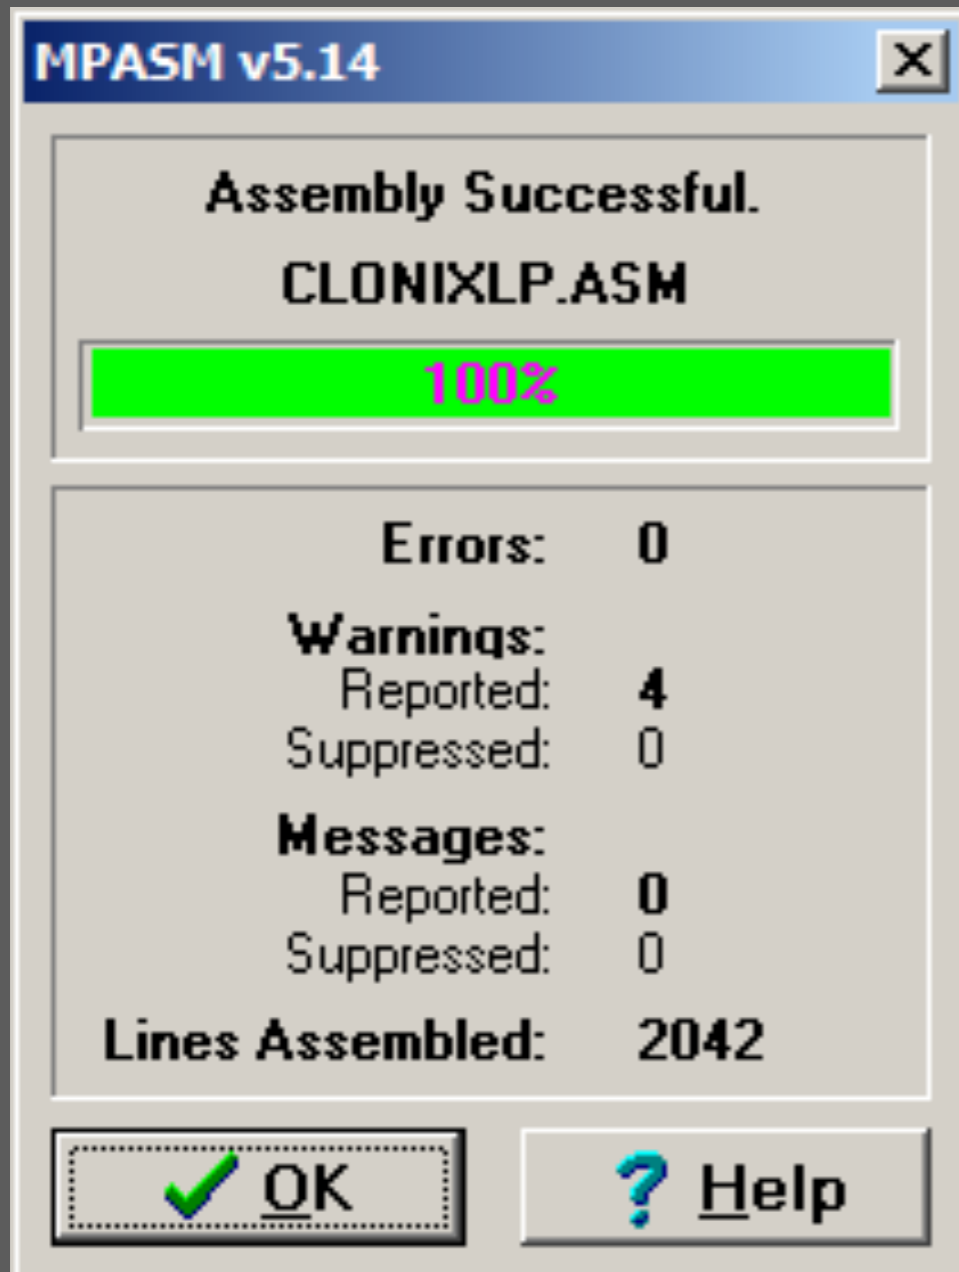 MPASM v5.14
Assembly Successful.
CLONIXLP.ASM
100%
Errors: 0
Warnings:
Reported: 4
Suppressed: 0
Messages:
Reported: 0
Suppressed: 0
Lines Assembled: 2042
OK Help